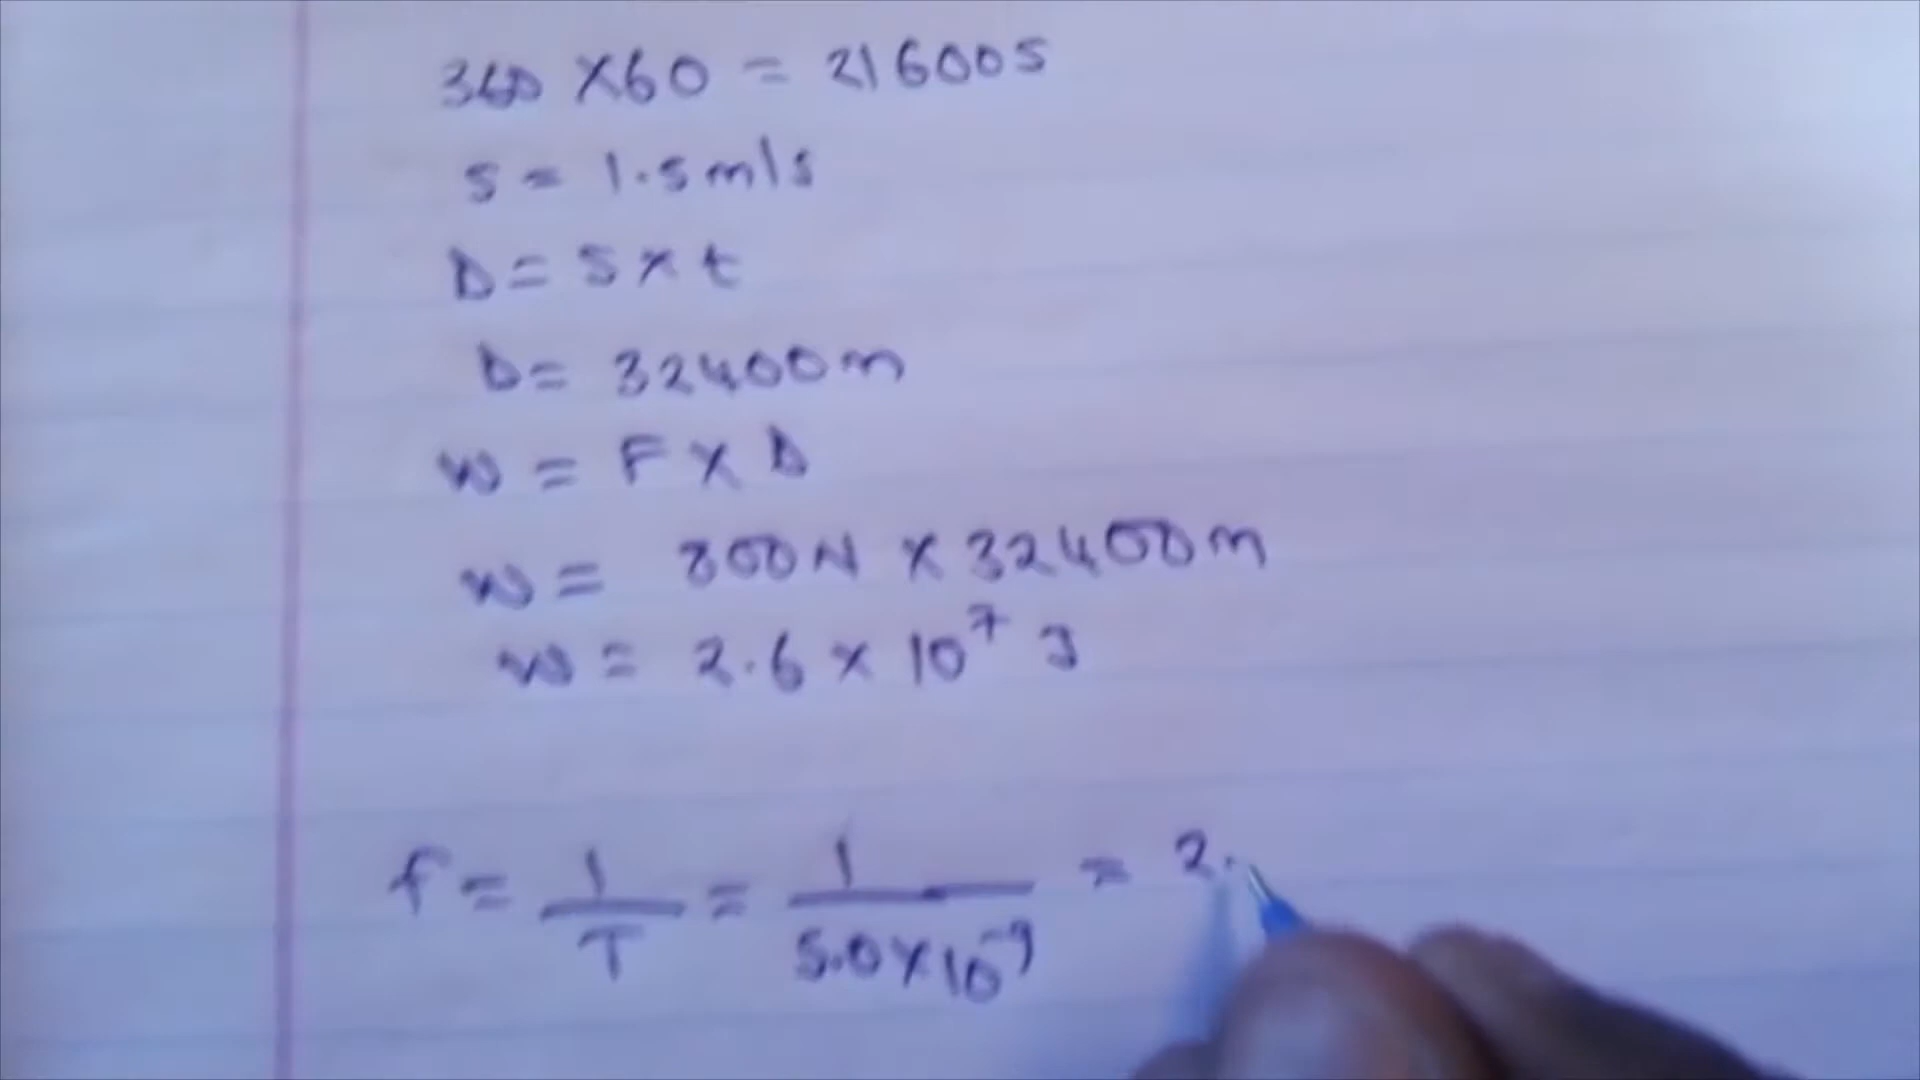 360 X60 = 21600s
s = 1.5m/s
D = s x t
D = 32400m
W = F X D
W = 800N X 32400m
W = 2.6 x 10⁷ J
f = 1/T = 1/5.0x10⁻⁹ = 2.